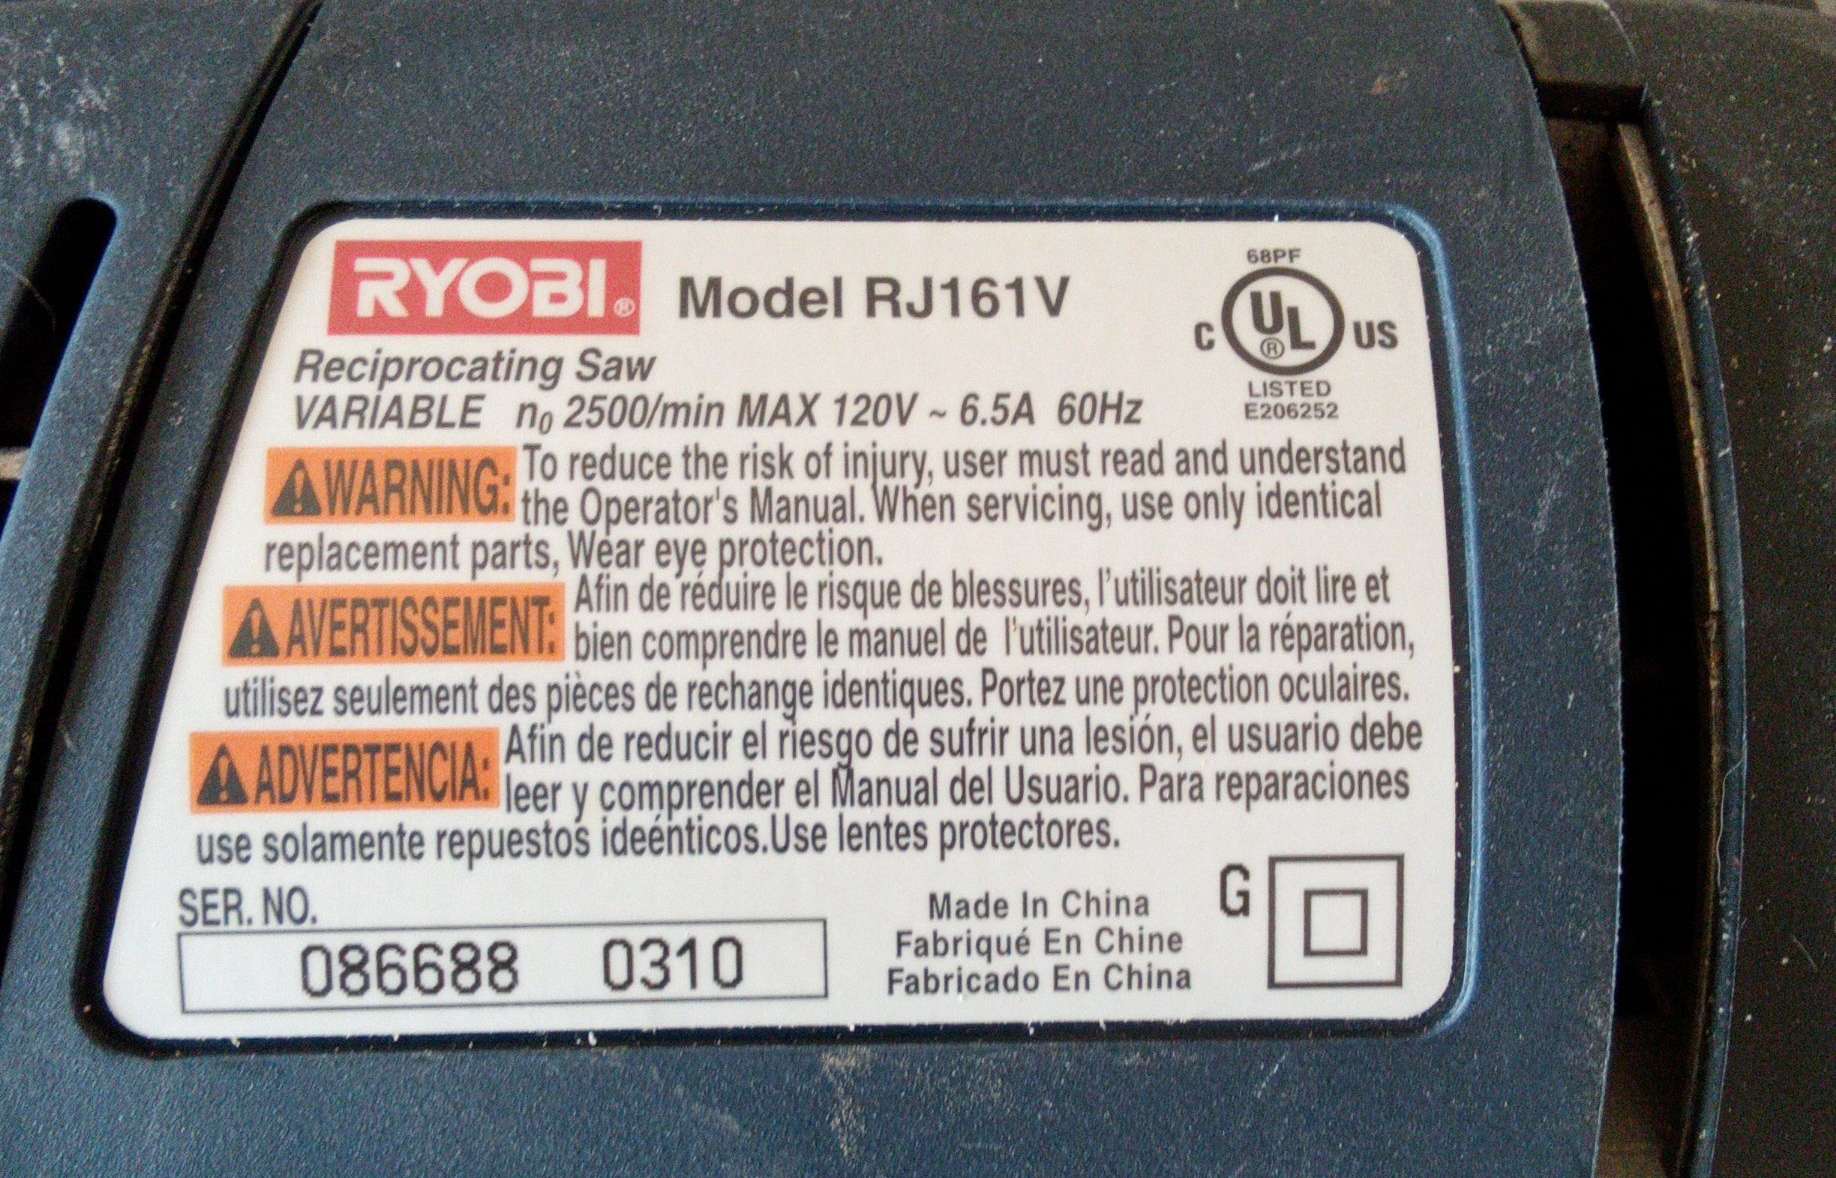 RYOBI® Model RJ161V
68PF
C UL® US
LISTED
E206252
Reciprocating Saw
VARIABLE n0 2500/min MAX 120V ~ 6.5A 60Hz
WARNING: To reduce the risk of injury, user must read and understand
the Operator's Manual. When servicing, use only identical
replacement parts, Wear eye protection.
AVERTISSEMENT: Afin de réduire le risque de blessures, l'utilisateur doit lire et
bien comprendre le manuel de l'utilisateur. Pour la réparation,
utilisez seulement des pièces de rechange identiques. Portez une protection oculaires.
ADVERTENCIA: Afin de reducir el riesgo de sufrir una lesión, el usuario debe
leer y comprender el Manual del Usuario. Para reparaciones
use solamente repuestos ideénticos.Use lentes protectores.
SER. NO.
086688 0310
Made In China
Fabriqué En Chine
Fabricado En China
G